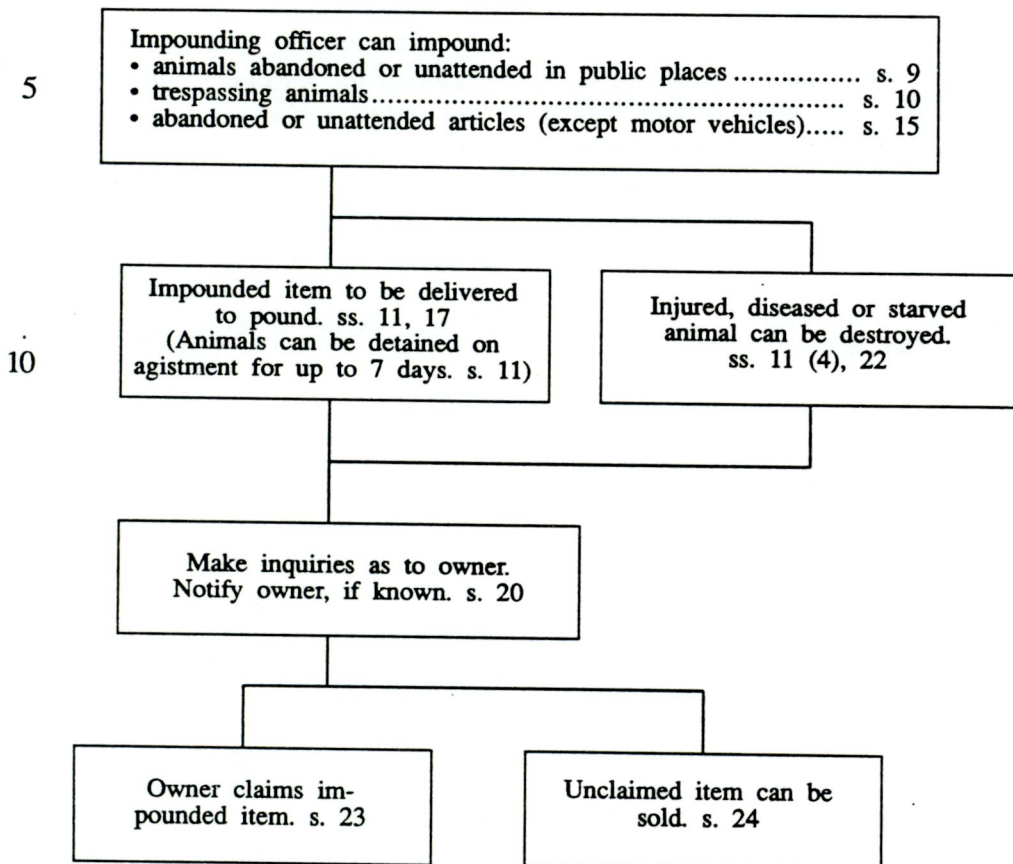 Impounding officer can impound:
5 • animals abandoned or unattended in public places ................ s. 9
• trespassing animals.............................................................. s. 10
• abandoned or unattended articles (except motor vehicles)..... s. 15
Impounded item to be delivered
to pound. ss. 11, 17
(Animals can be detained on
10 agistment for up to 7 days. s. 11)
Injured, diseased or starved
animal can be destroyed.
ss. 11 (4), 22
Make inquiries as to owner.
Notify owner, if known. s. 20
Owner claims im-
pounded item. s. 23
Unclaimed item can be
sold. s. 24